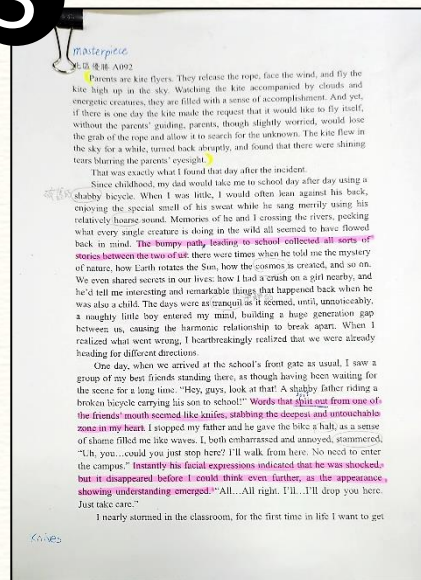 masterpiece
北區優勝 A092
Parents are kite flyers. They release the rope, face the wind, and fly the
kite high up in the sky. Watching the kite accompanied by clouds and
energetic creatures, they are filled with a sense of accomplishment. And yet,
if there is one day the kite made the request that it would like to fly itself,
without the parents' guiding, parents, though slightly worried, would lose
the grab of the rope and allow it to search for the unknown. The kite flew in
the sky for a while, turned back abruptly, and found that there were shining
tears blurring the parents' eyesight.
That was exactly what I found that day after the incident.
Since childhood, my dad would take me to school day after day using a
shabby bicycle. When I was little, I would often lean against his back,
enjoying the special smell of his sweat while he sang merrily using his
relatively hoarse sound. Memories of he and I crossing the rivers, peeking
what every single creature is doing in the wild all seemed to have flowed
back in mind. The bumpy path, leading to school collected all sorts of
stories between the two of us: there were times when he told me the mystery
of nature, how Earth rotates the Sun, how the cosmos is created, and so on.
We even shared secrets in our lives: how I had a crush on a girl nearby, and
he'd tell me interesting and remarkable things that happened back when he
was also a child. The days were as tranquil as it seemed, until, unnoticeably,
a naughty little boy entered my mind, building a huge generation gap
between us, causing the harmonic relationship to break apart. When I
realized what went wrong, I heartbreakingly realized that we were already
heading for different directions.
One day, when we arrived at the school's front gate as usual, I saw a
group of my best friends standing there, as though having been waiting for
the scene for a long time. "Hey, guys, look at that! A shabby father riding a
broken bicycle carrying his son to school!" Words that split out from one of
the friends' mouth seemed like knifes, stabbing the deepest and untouchable
zone in my heart. I stopped my father and he gave the bike a halt, as a sense
of shame filled me like waves. I, both embarrassed and annoyed, stammered,
"Uh, you…could you just stop here? I'll walk from here. No need to enter
the campus." Instantly his facial expressions indicated that he was shocked,
but it disappeared before I could think even further, as the appearance
showing understanding emerged. "All…All right. I'll…I'll drop you here.
Just take care."
I nearly stormed in the classroom, for the first time in life I want to get
knives